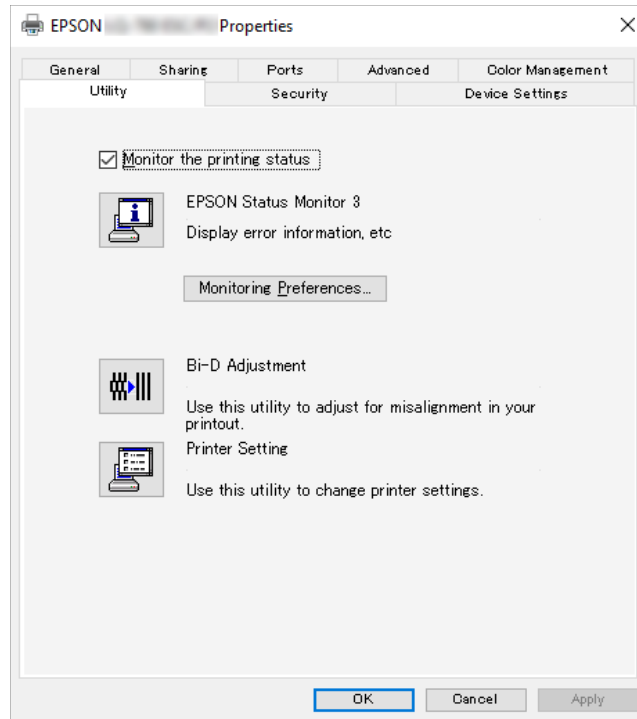 EPSON Properties
General Sharing Ports Advanced Color Management
Utility Security Device Settings
Monitor the printing status
EPSON Status Monitor 3
Display error information, etc
Monitoring Preferences...
Bi-D Adjustment
Use this utility to adjust for misalignment in your
printout.
Printer Setting
Use this utility to change printer settings.
OK Cancel Apply